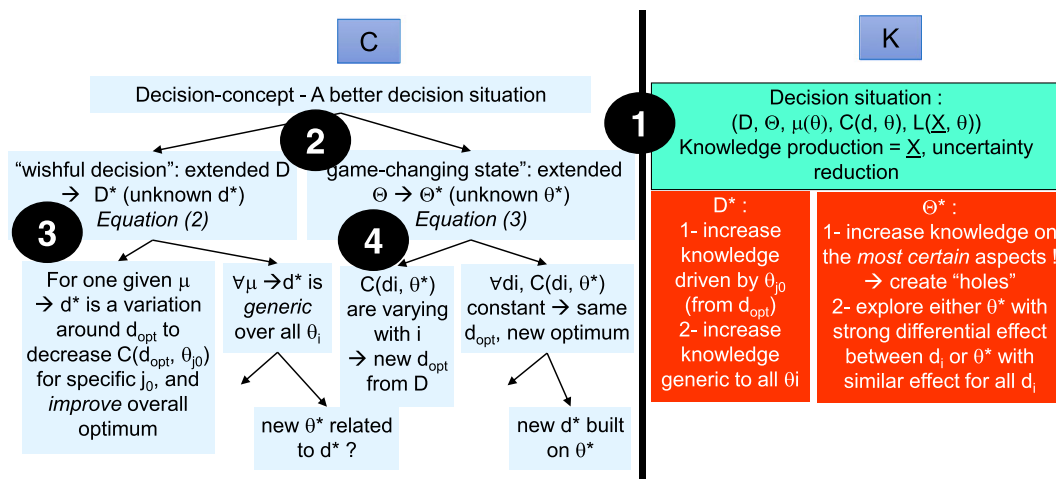 C
K
Decision-concept - A better decision situation
1
Decision situation :
(D, Θ, μ(θ), C(d, θ), L(X, θ))
Knowledge production = X, uncertainty
reduction
2
“wishful decision”: extended D
→ D* (unknown d*)
Equation (2)
“game-changing state”: extended
Θ → Θ* (unknown θ*)
Equation (3)
3
For one given μ
→ d* is a variation
around dopt to
decrease C(dopt, θj0)
for specific j0, and
improve overall
optimum
∀μ →d* is
generic
over all θi
4
C(di, θ*)
are varying
with i
→ new dopt
from D
∀di, C(di, θ*)
constant → same
dopt, new optimum
new θ* related
to d* ?
new d* built
on θ*
D* :
1- increase
knowledge
driven by θj0
(from dopt)
2- increase
knowledge
generic to all θi
Θ* :
1- increase knowledge on
the most certain aspects !
→ create “holes”
2- explore either θ* with
strong differential effect
between di or θ* with
similar effect for all di